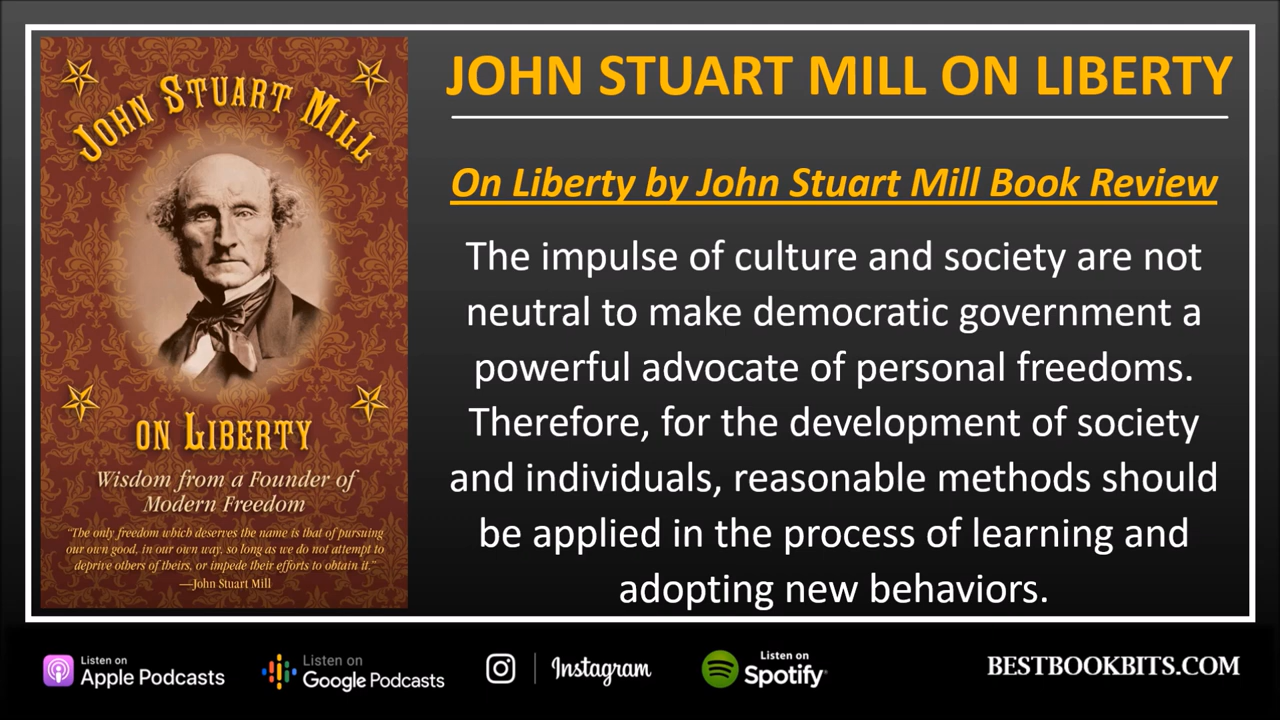 JOHN STUART MILL
ON LIBERTY
Wisdom from a Founder of
Modern Freedom
"The only freedom which deserves the name is that of pursuing
our own good, in our own way, so long as we do not attempt to
deprive others of theirs, or impede their efforts to obtain it."
—John Stuart Mill
JOHN STUART MILL ON LIBERTY
On Liberty by John Stuart Mill Book Review
The impulse of culture and society are not
neutral to make democratic government a
powerful advocate of personal freedoms.
Therefore, for the development of society
and individuals, reasonable methods should
be applied in the process of learning and
adopting new behaviors.
Listen on
Apple Podcasts
Listen on
Google Podcasts
Instagram
Listen on
Spotify
BESTBOOKBITS.COM